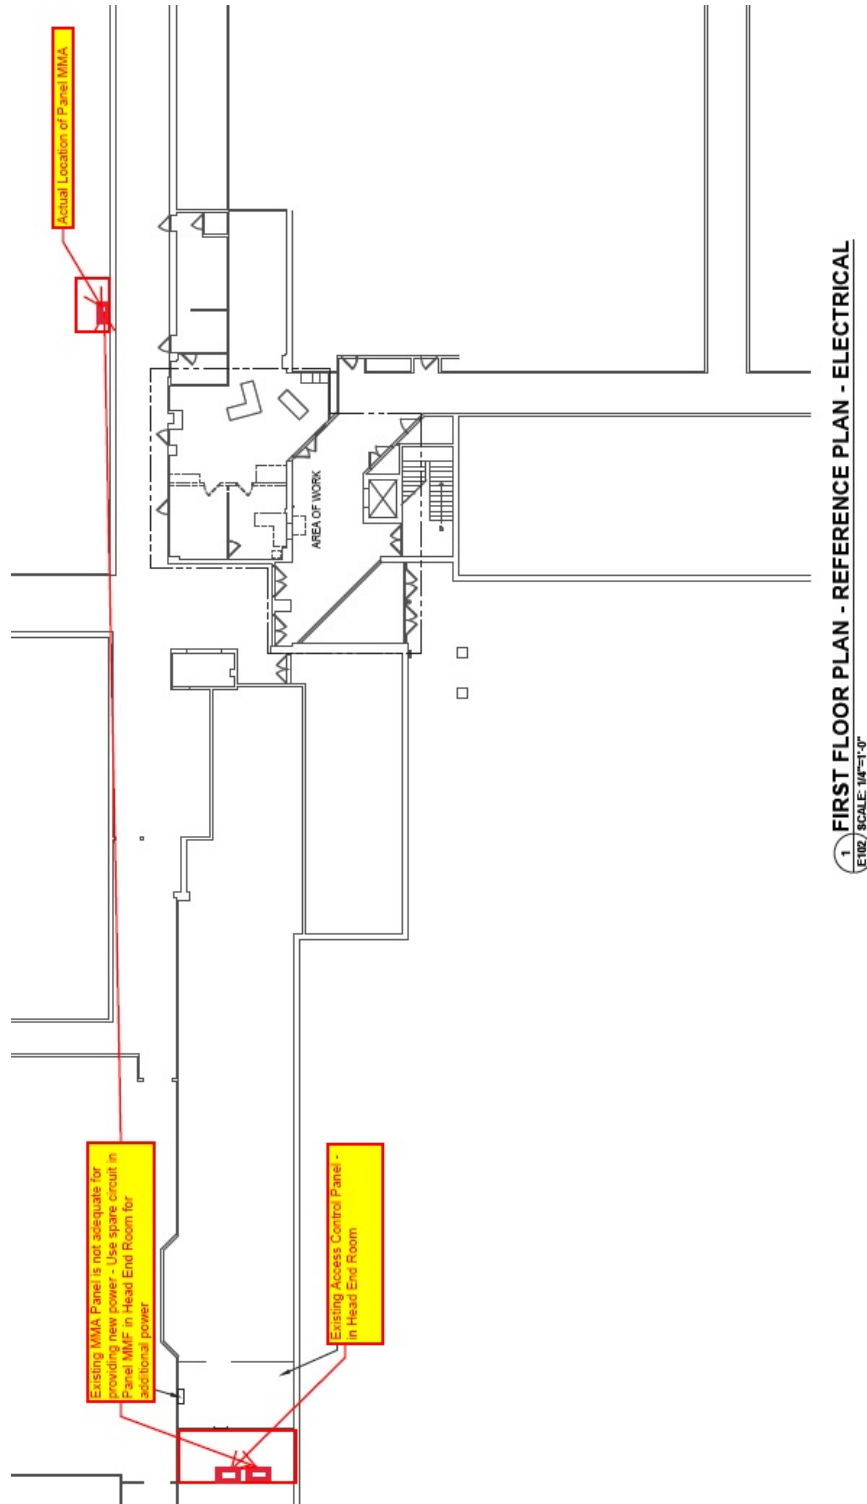 Actual Location of Panel MMA
AREA OF WORK
Existing MMA Panel is not adequate for
providing new power - Use spare circuit in
Panel MMF in Head End Room for
additional power
Existing Access Control Panel -
in Head End Room
1
E102
FIRST FLOOR PLAN - REFERENCE PLAN - ELECTRICAL
SCALE: 1/4"=1'-0"